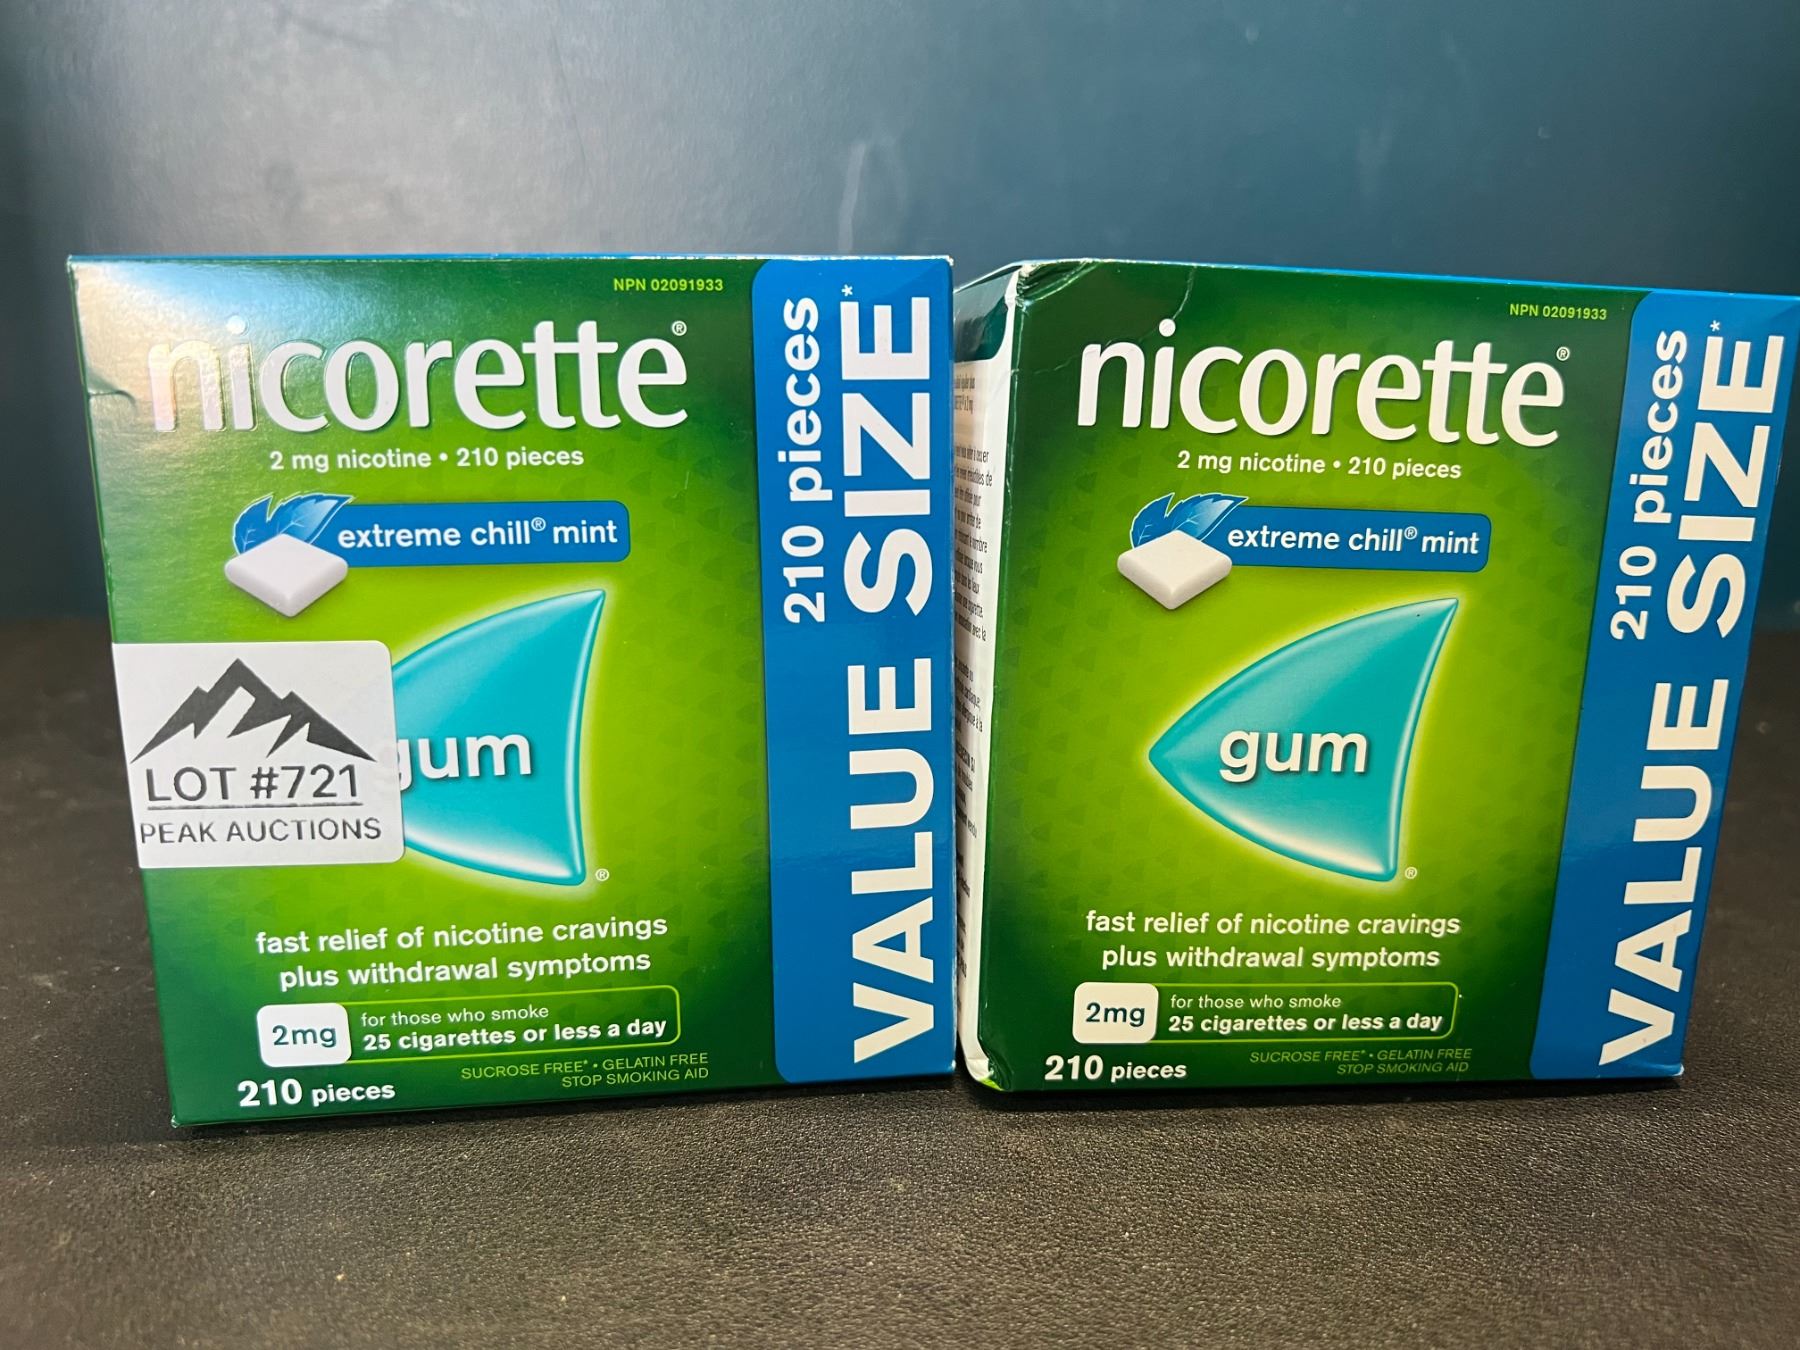 NPN 02091933
nicorette®
2 mg nicotine • 210 pieces
extreme chill® mint
gum
®
LOT #721
PEAK AUCTIONS
fast relief of nicotine cravings
plus withdrawal symptoms
2mg
for those who smoke
25 cigarettes or less a day
SUCROSE FREE* • GELATIN FREE
STOP SMOKING AID
210 pieces
210 pieces
VALUE SIZE*
NPN 02091933
nicorette®
2 mg nicotine • 210 pieces
extreme chill® mint
gum
®
fast relief of nicotine cravings
plus withdrawal symptoms
2mg
for those who smoke
25 cigarettes or less a day
SUCROSE FREE* • GELATIN FREE
STOP SMOKING AID
210 pieces
210 pieces
VALUE SIZE*